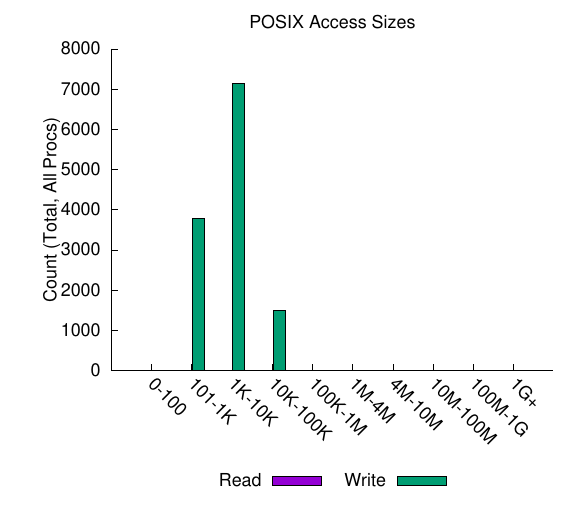 POSIX Access Sizes
8000
7000
6000
5000
4000
3000
2000
1000
0
Count (Total, All Procs)
0-100
101-1K
1K-10K
10K-100K
100K-1M
1M-4M
4M-10M
10M-100M
100M-1G
1G+
Read
Write